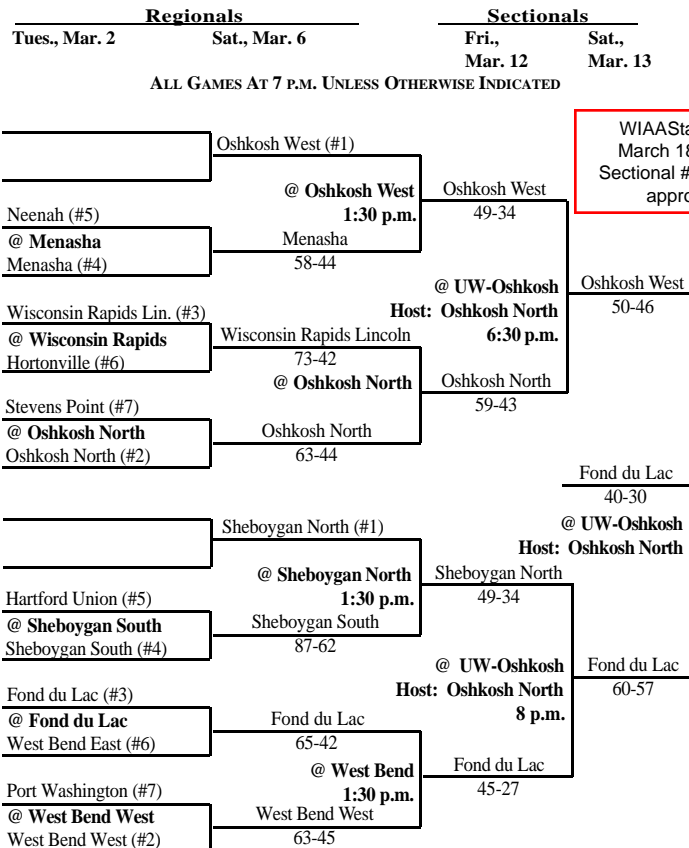 Regionals Sectionals
Tues., Mar. 2 Sat., Mar. 6 Fri., Sat.,
Mar. 12 Mar. 13
ALL GAMES AT 7 P.M. UNLESS OTHERWISE INDICATED
WIAASta
March 18
Sectional #
appro
Oshkosh West (#1)
@ Oshkosh West
1:30 p.m.
Oshkosh West
49-34
Neenah (#5)
@ Menasha
Menasha (#4)
Menasha
58-44
@ UW-Oshkosh
Host: Oshkosh North
6:30 p.m.
Oshkosh West
50-46
Wisconsin Rapids Lin. (#3)
@ Wisconsin Rapids
Hortonville (#6)
Wisconsin Rapids Lincoln
73-42
@ Oshkosh North
Oshkosh North
59-43
Stevens Point (#7)
@ Oshkosh North
Oshkosh North (#2)
Oshkosh North
63-44
Fond du Lac
40-30
@ UW-Oshkosh
Host: Oshkosh North
Sheboygan North (#1)
@ Sheboygan North
1:30 p.m.
Sheboygan North
49-34
Hartford Union (#5)
@ Sheboygan South
Sheboygan South (#4)
Sheboygan South
87-62
@ UW-Oshkosh
Host: Oshkosh North
8 p.m.
Fond du Lac
60-57
Fond du Lac (#3)
@ Fond du Lac
West Bend East (#6)
Fond du Lac
65-42
@ West Bend
1:30 p.m.
Fond du Lac
45-27
Port Washington (#7)
@ West Bend West
West Bend West (#2)
West Bend West
63-45